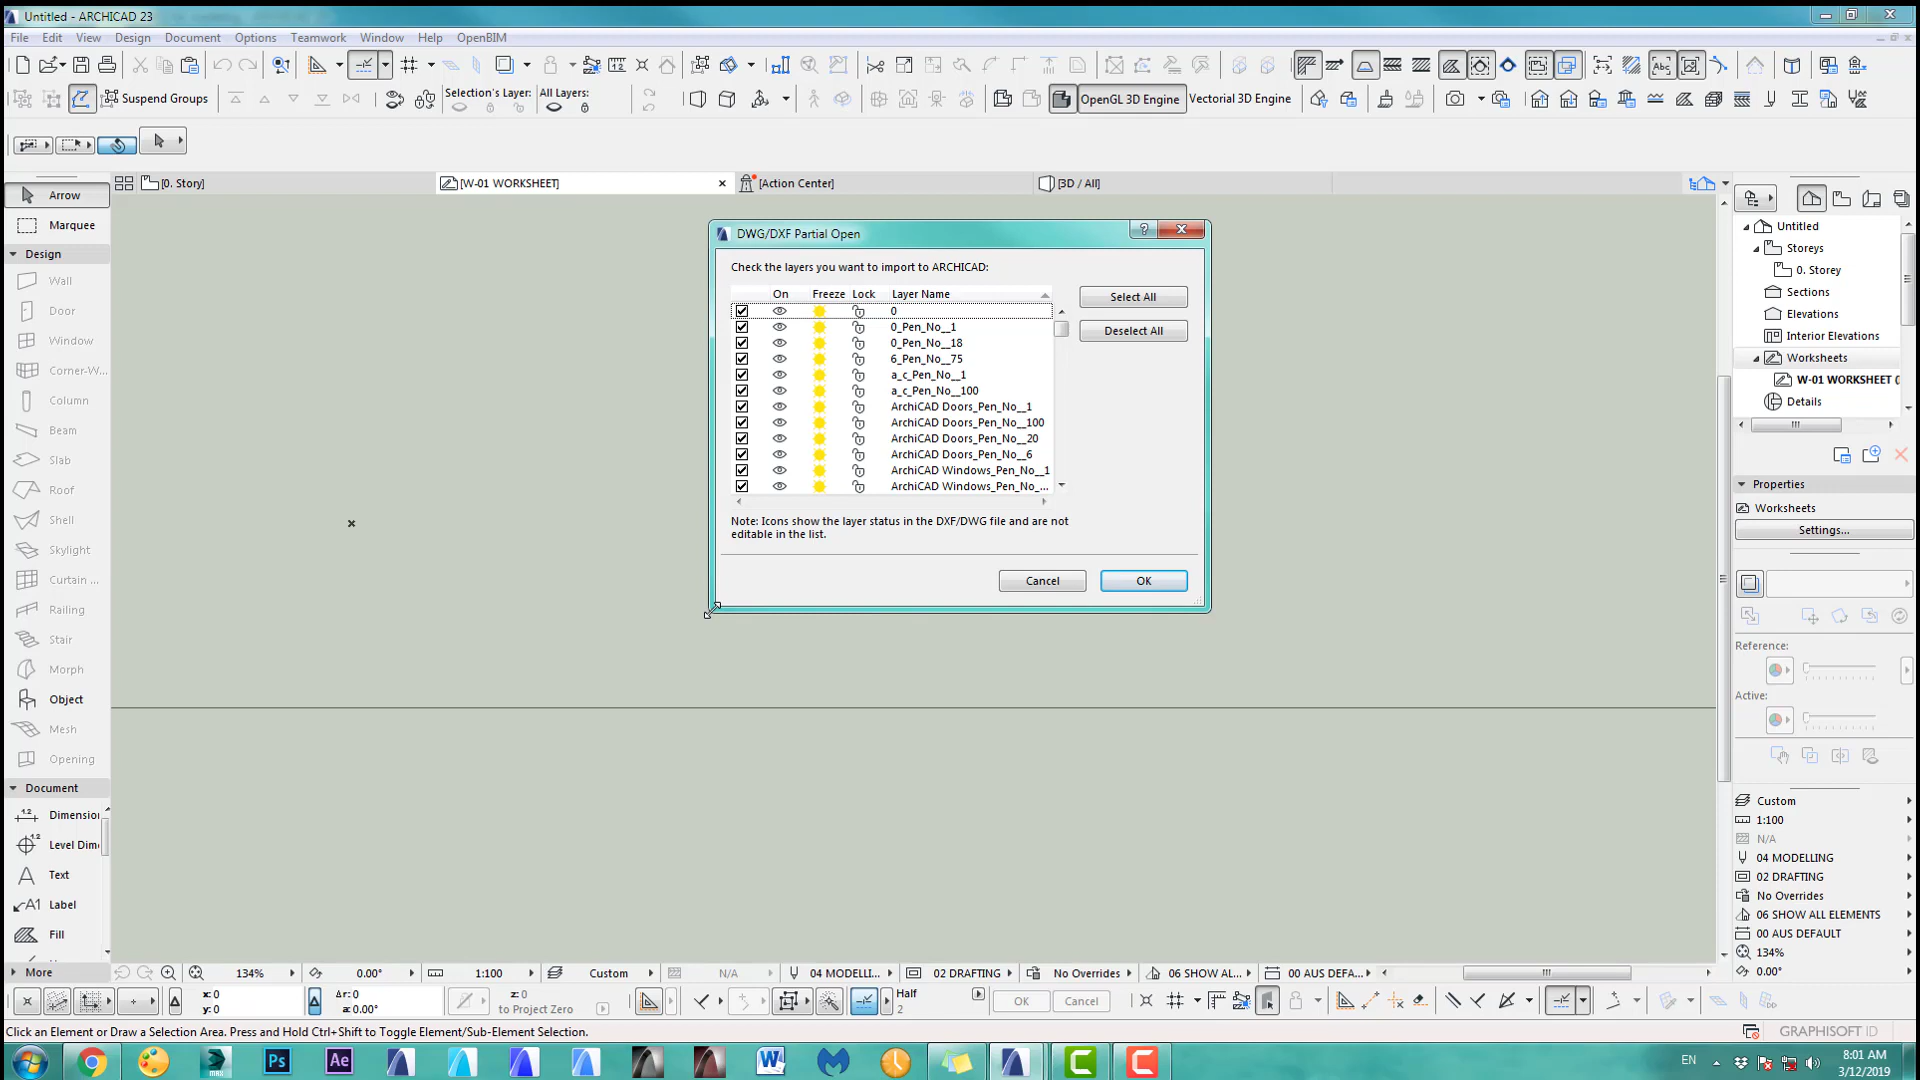 Untitled - ARCHICAD 23
File Edit View Design Document Options Teamwork Window Help OpenBIM
Suspend Groups
Selection's Layer:
All Layers:
OpenGL 3D Engine
Vectorial 3D Engine
[0. Story]
[W-01 WORKSHEET]
[Action Center]
[3D / All]
Arrow
Marquee
Design
Wall
Door
Window
Corner-W...
Column
Beam
Slab
Roof
Shell
Skylight
Curtain ...
Railing
Stair
Morph
Object
Mesh
Opening
Document
Dimensio
Level Dim
Text
A1 Label
Fill
More
DWG/DXF Partial Open
Check the layers you want to import to ARCHICAD:
On Freeze Lock Layer Name
0
0_Pen_No__1
0_Pen_No__18
6_Pen_No__75
a_c_Pen_No__1
a_c_Pen_No__100
ArchiCAD Doors_Pen_No__1
ArchiCAD Doors_Pen_No__100
ArchiCAD Doors_Pen_No__20
ArchiCAD Doors_Pen_No__6
ArchiCAD Windows_Pen_No__1
ArchiCAD Windows_Pen_No_...
Select All
Deselect All
Note: Icons show the layer status in the DXF/DWG file and are not
editable in the list.
Cancel
OK
Untitled
Storeys
0. Storey
Sections
Elevations
Interior Elevations
Worksheets
W-01 WORKSHEET (
Details
Properties
Worksheets
Settings...
Reference:
Active:
Custom
1:100
N/A
04 MODELLING
02 DRAFTING
No Overrides
06 SHOW ALL ELEMENTS
00 AUS DEFAULT
134%
0.00°
134% 0.00° 1:100 Custom N/A 04 MODELLI... 02 DRAFTING No Overrides 06 SHOW AL... 00 AUS DEFA...
x: 0
y: 0
Δr: 0
a: 0.00°
z: 0
to Project Zero
Half
2
OK
Cancel
Click an Element or Draw a Selection Area. Press and Hold Ctrl+Shift to Toggle Element/Sub-Element Selection.
GRAPHISOFT ID
MAX
Ps
Ae
W
EN
8:01 AM
3/12/2019